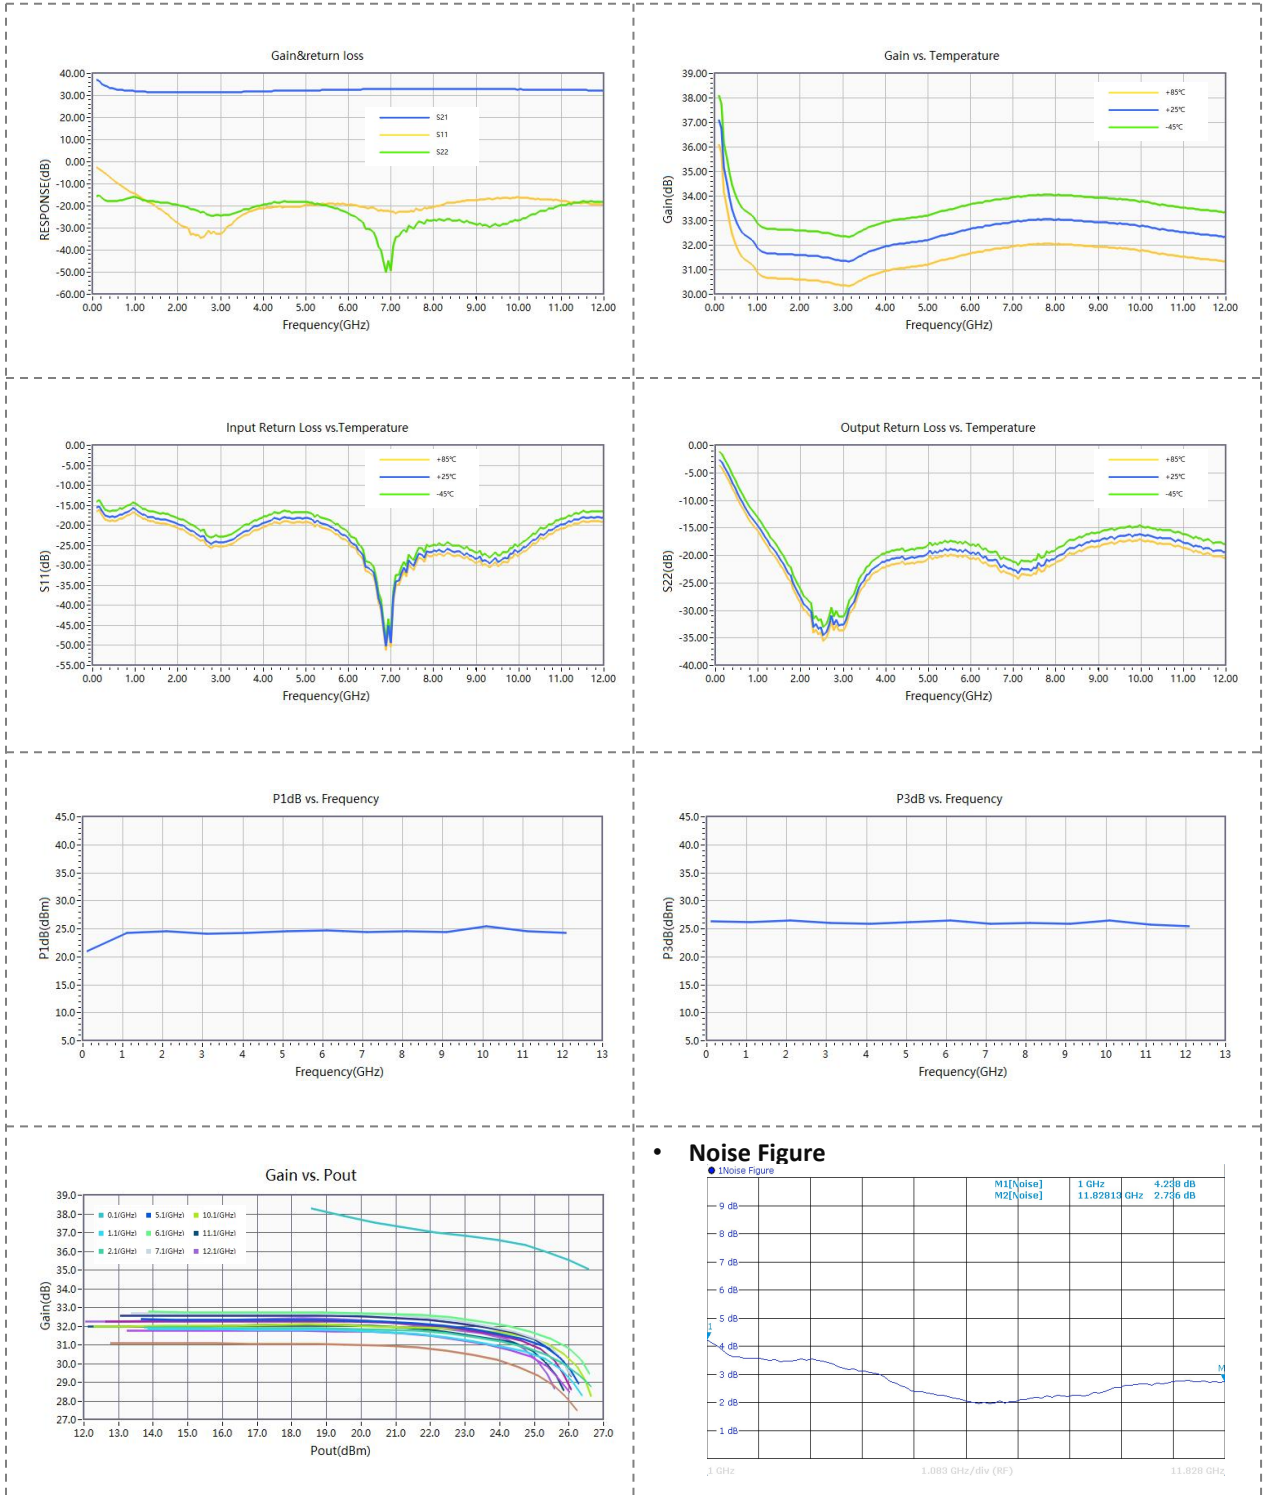 Gain&return loss
40.00
30.00
20.00
10.00
0.00
-10.00
-20.00
-30.00
-40.00
-50.00
-60.00
RESPONSE(dB)
S21
S11
S22
0.00 1.00 2.00 3.00 4.00 5.00 6.00 7.00 8.00 9.00 10.00 11.00 12.00
Frequency(GHz)
Gain vs. Temperature
39.00
38.00
37.00
36.00
35.00
34.00
33.00
32.00
31.00
30.00
Gain(dB)
+85℃
+25℃
-45℃
0.00 1.00 2.00 3.00 4.00 5.00 6.00 7.00 8.00 9.00 10.00 11.00 12.00
Frequency(GHz)
Input Return Loss vs.Temperature
0.00
-5.00
-10.00
-15.00
-20.00
-25.00
-30.00
-35.00
-40.00
-45.00
-50.00
-55.00
S11(dB)
+85℃
+25℃
-45℃
0.00 1.00 2.00 3.00 4.00 5.00 6.00 7.00 8.00 9.00 10.00 11.00 12.00
Frequency(GHz)
Output Return Loss vs. Temperature
0.00
-5.00
-10.00
-15.00
-20.00
-25.00
-30.00
-35.00
-40.00
S22(dB)
+85℃
+25℃
-45℃
0.00 1.00 2.00 3.00 4.00 5.00 6.00 7.00 8.00 9.00 10.00 11.00 12.00
Frequency(GHz)
P1dB vs. Frequency
45.0
40.0
35.0
30.0
25.0
20.0
15.0
10.0
5.0
P1dB(dBm)
0 1 2 3 4 5 6 7 8 9 10 11 12 13
Frequency(GHz)
P3dB vs. Frequency
45.0
40.0
35.0
30.0
25.0
20.0
15.0
10.0
5.0
P3dB(dBm)
0 1 2 3 4 5 6 7 8 9 10 11 12 13
Frequency(GHz)
Gain vs. Pout
39.0
38.0
37.0
36.0
35.0
34.0
33.0
32.0
31.0
30.0
29.0
28.0
27.0
Gain(dB)
0.1(GHz) 5.1(GHz) 10.1(GHz)
1.1(GHz) 6.1(GHz) 11.1(GHz)
2.1(GHz) 7.1(GHz) 12.1(GHz)
12.0 13.0 14.0 15.0 16.0 17.0 18.0 19.0 20.0 21.0 22.0 23.0 24.0 25.0 26.0 27.0
Pout(dBm)
• Noise Figure
1Noise Figure
M1[Noise] 1 GHz 4.238 dB
M2[Noise] 11.82813 GHz 2.736 dB
9 dB
8 dB
7 dB
6 dB
5 dB
4 dB
3 dB
2 dB
1 dB
1
M
1 GHz 1.083 GHz/div (RF) 11.828 GHz